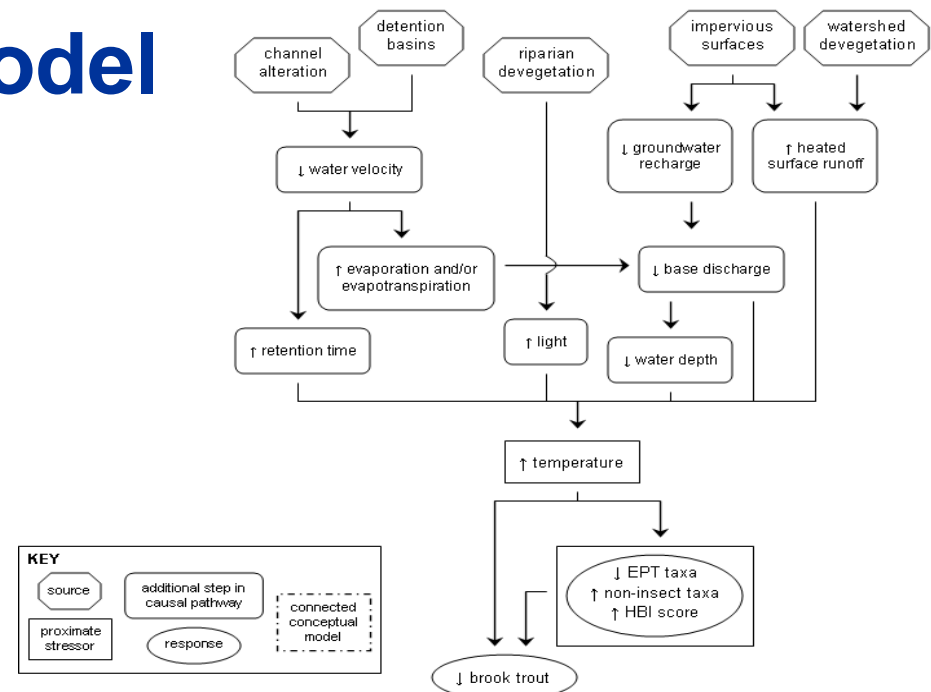 odel
detention
basins
channel
alteration
riparian
devegetation
impervious
surfaces
watershed
devegetation
↓ water velocity
↓ groundwater
recharge
↑ heated
surface runoff
↑ evaporation and/or
evapotranspiration
↓ base discharge
↑ retention time
↑ light
↓ water depth
↑ temperature
↓ EPT taxa
↑ non-insect taxa
↑ HBI score
↓ brook trout
KEY
source
additional step in
causal pathway
connected
conceptual
model
proximate
stressor
response